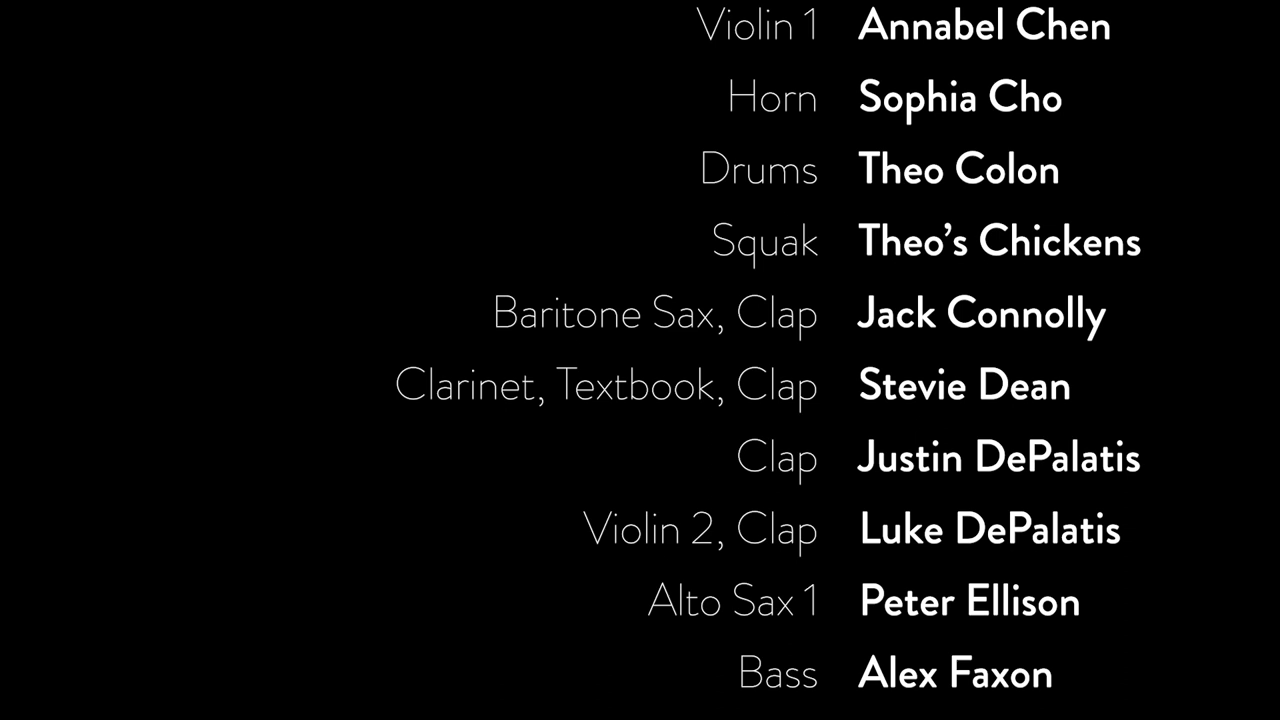 Violin 1 Annabel Chen
Horn Sophia Cho
Drums Theo Colon
Squak Theo’s Chickens
Baritone Sax, Clap Jack Connolly
Clarinet, Textbook, Clap Stevie Dean
Clap Justin DePalatis
Violin 2, Clap Luke DePalatis
Alto Sax 1 Peter Ellison
Bass Alex Faxon